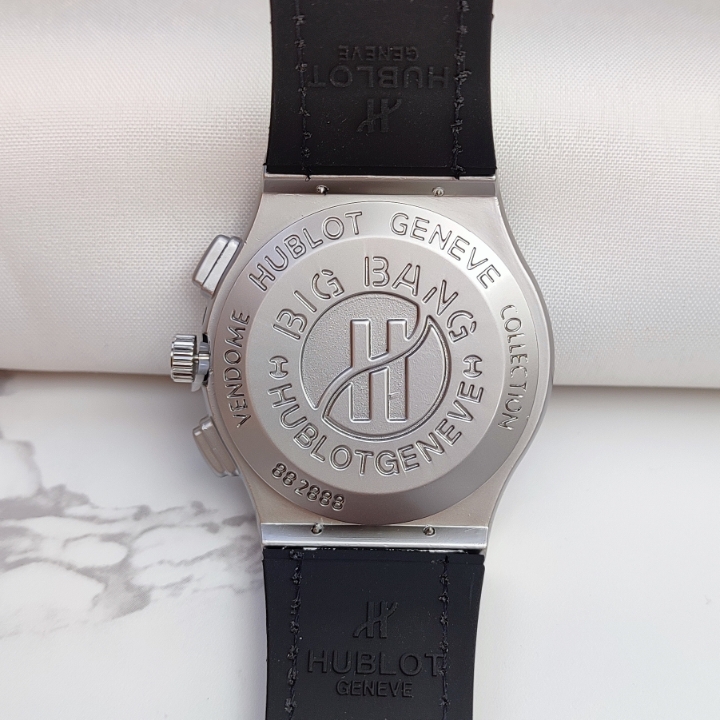 HUBLOT
GENEVE
H
VENDOME HUBLOT GENEVE COLLECTION
BIG BANG
H
HUBLOTGENEVE
882888
H
HUBLOT
GENEVE